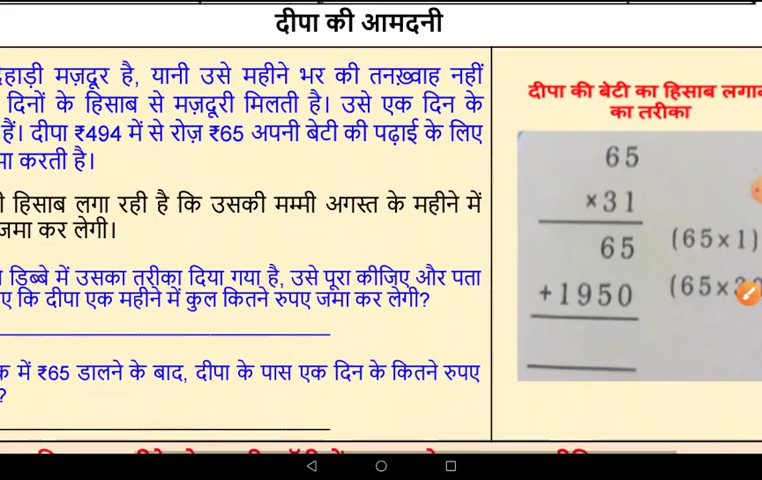 दीपा की आमदनी
मज़दूर है, यानी उसे महीने भर की तनख़्वाह नहीं
दिनों के हिसाब से मज़दूरी मिलती है। उसे एक दिन के
हैं। दीपा ₹494 में से रोज़ ₹65 अपनी बेटी की पढ़ाई के लिए
करती है।
हिसाब लगा रही है कि उसकी मम्मी अगस्त के महीने में
जमा कर लेगी।
डिब्बे में उसका तरीका दिया गया है, उसे पूरा कीजिए और पता
कि दीपा एक महीने में कुल कितने रुपए जमा कर लेगी?
में ₹65 डालने के बाद, दीपा के पास एक दिन के कितने रुपए
?
दीपा की बेटी का हिसाब
का तरीका
65
×31
65 (65×1)
+1950 (65×